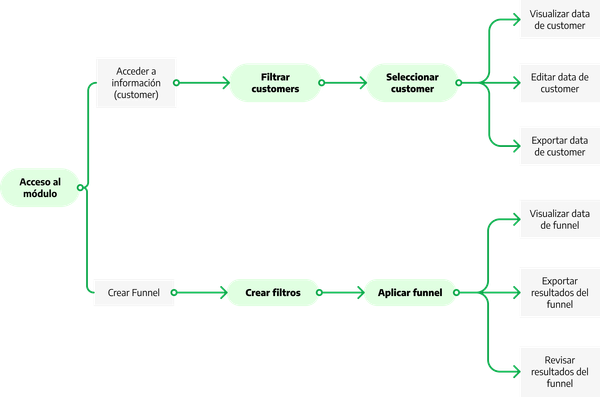 Acceso al
módulo
Acceder a
información
(customer)
Filtrar
customers
Seleccionar
customer
Visualizar data
de customer
Editar data de
customer
Exportar data
de customer
Crear Funnel
Crear filtros
Aplicar funnel
Visualizar data
de funnel
Exportar
resultados del
funnel
Revisar
resultados del
funnel